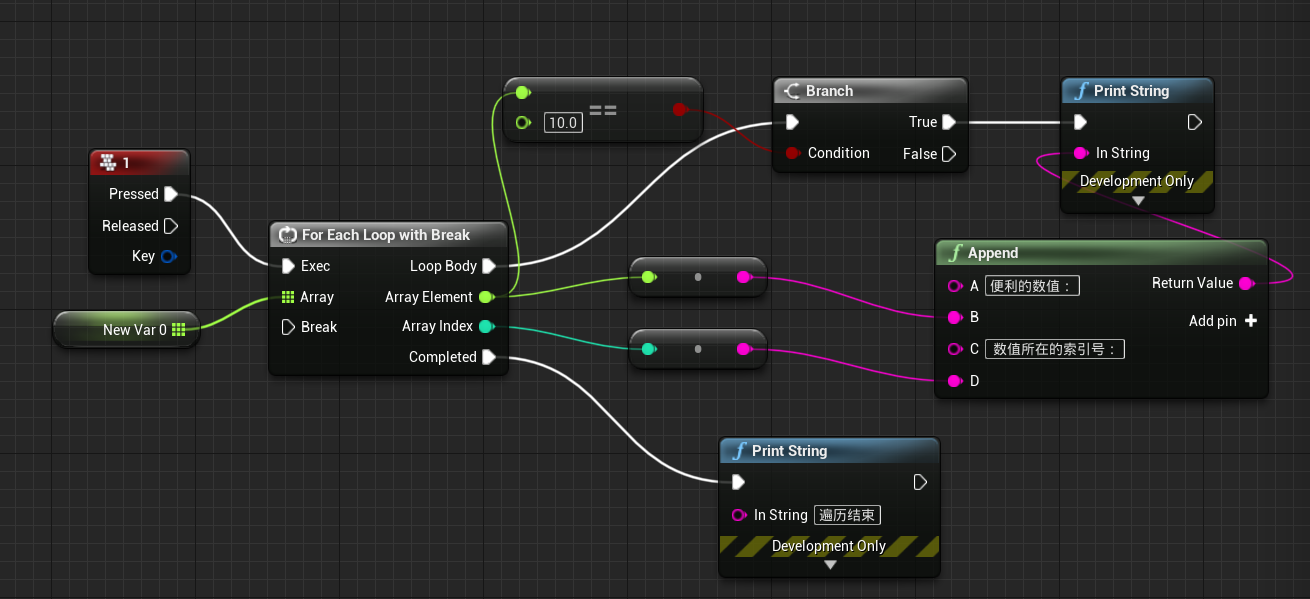 1
Pressed
Released
Key
New Var 0
For Each Loop with Break
Exec
Loop Body
Array
Array Element
Break
Array Index
Completed
10.0
==
Branch
True
Condition
False
Print String
In String
Development Only
Append
A 便利的数值：
Return Value
B
Add pin
C 数值所在的索引号：
D
Print String
In String 遍历结束
Development Only